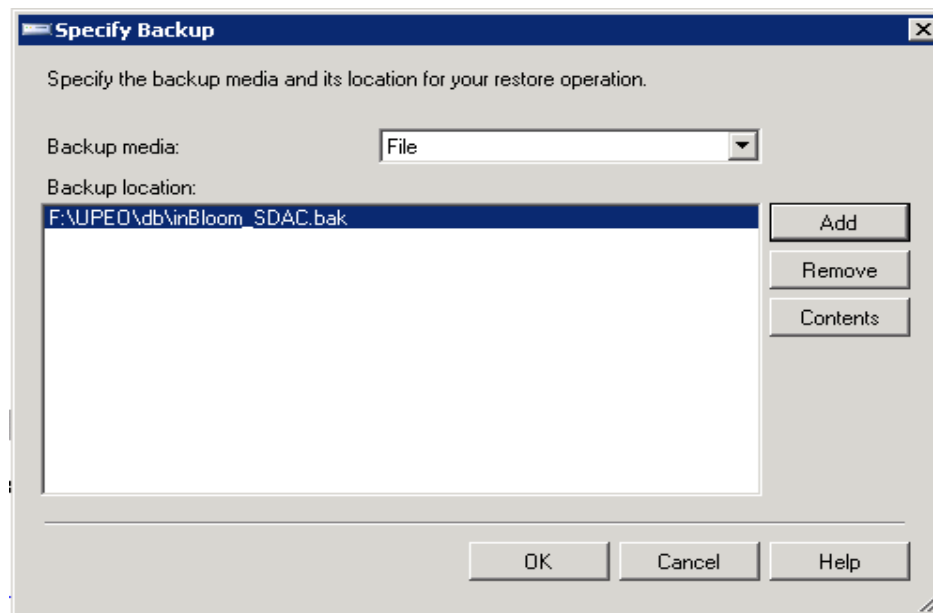 Specify Backup
Specify the backup media and its location for your restore operation.
Backup media:
File
Backup location:
F:\UPEO\db\inBloom_SDAC.bak
Add
Remove
Contents
OK
Cancel
Help